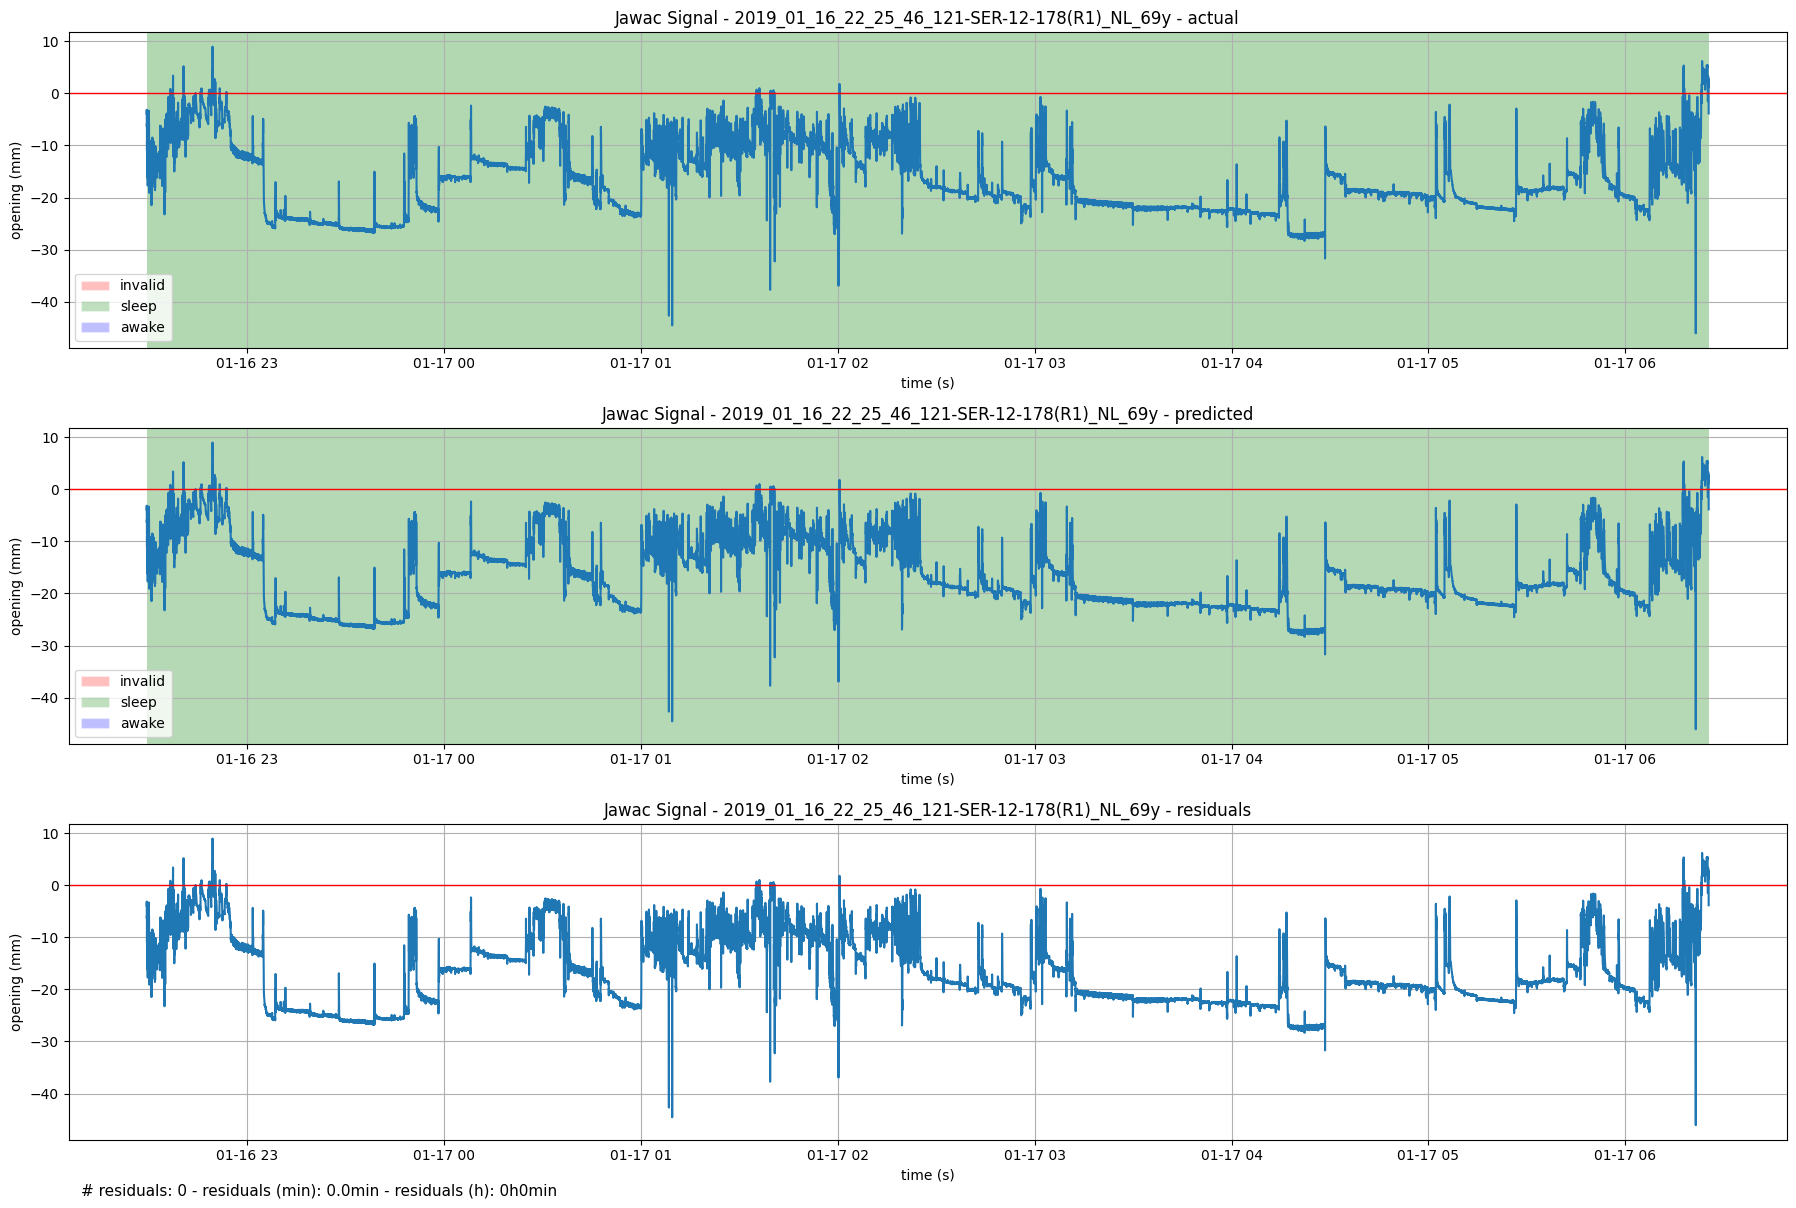 Jawac Signal - 2019_01_16_22_25_46_121-SER-12-178(R1)_NL_69y - actual
10
0
−10
−20
−30
−40
opening (mm)
invalid
sleep
awake
01-16 23 01-17 00 01-17 01 01-17 02 01-17 03 01-17 04 01-17 05 01-17 06
time (s)
Jawac Signal - 2019_01_16_22_25_46_121-SER-12-178(R1)_NL_69y - predicted
10
0
−10
−20
−30
−40
opening (mm)
invalid
sleep
awake
01-16 23 01-17 00 01-17 01 01-17 02 01-17 03 01-17 04 01-17 05 01-17 06
time (s)
Jawac Signal - 2019_01_16_22_25_46_121-SER-12-178(R1)_NL_69y - residuals
10
0
−10
−20
−30
−40
opening (mm)
01-16 23 01-17 00 01-17 01 01-17 02 01-17 03 01-17 04 01-17 05 01-17 06
time (s)
# residuals: 0 - residuals (min): 0.0min - residuals (h): 0h0min